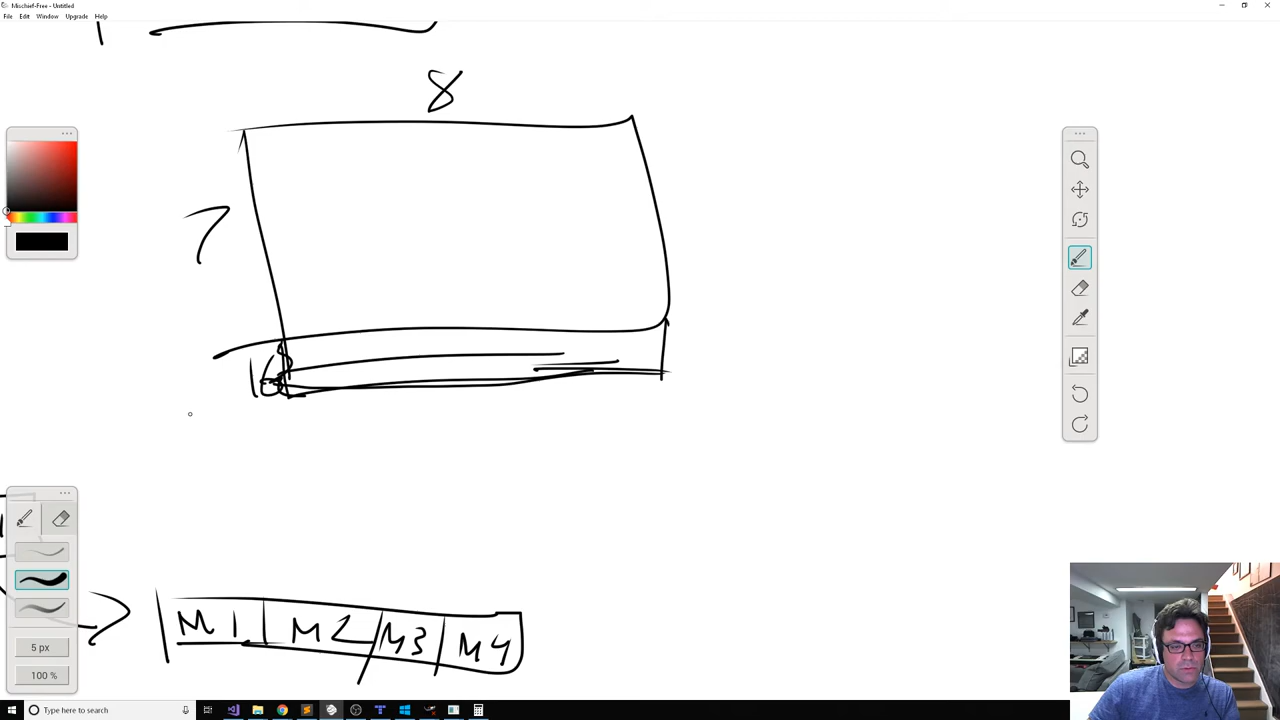 Mischief-Free - Untitled
File Edit Window Upgrade Help
8
7
16
5 px
100 %
M1 M2 M3 M4
Type here to search